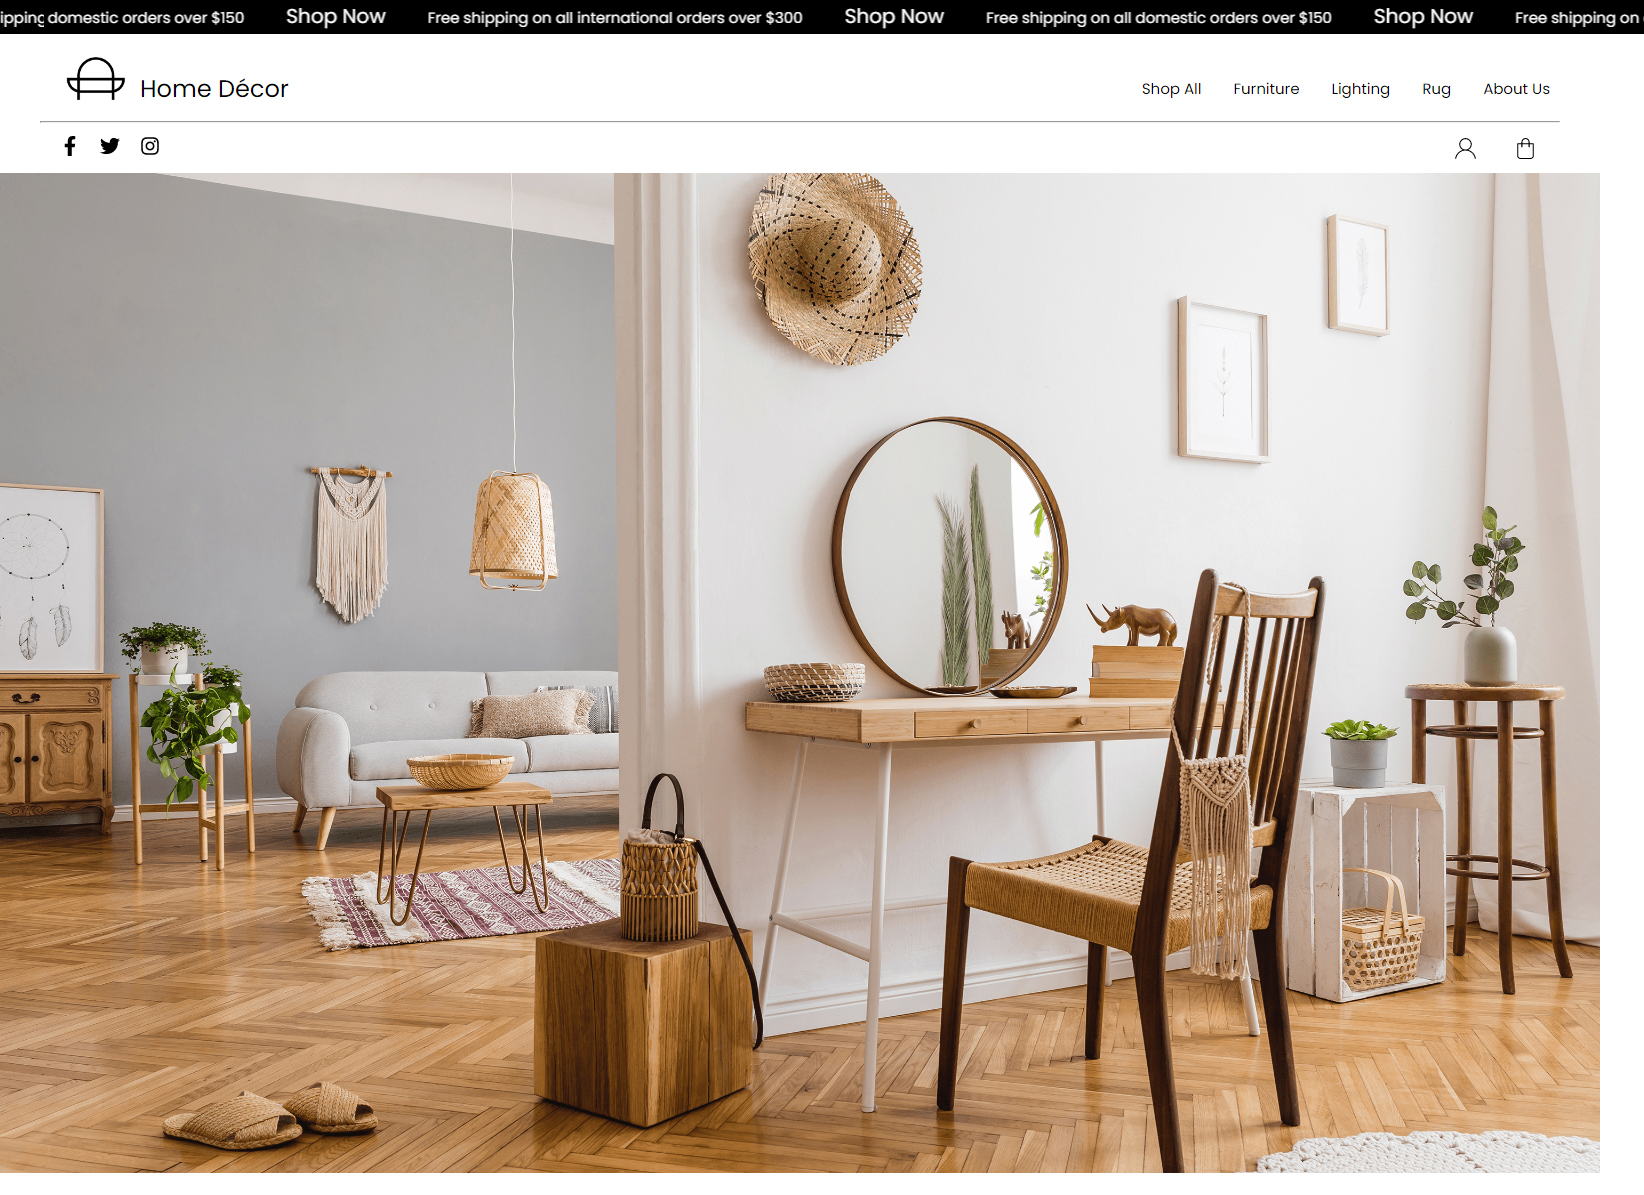 domestic orders over $150 Shop Now Free shipping on all international orders over $300 Shop Now Free shipping on all domestic orders over $150 Shop Now Free shipping on
Home Décor
Shop All Furniture Lighting Rug About Us